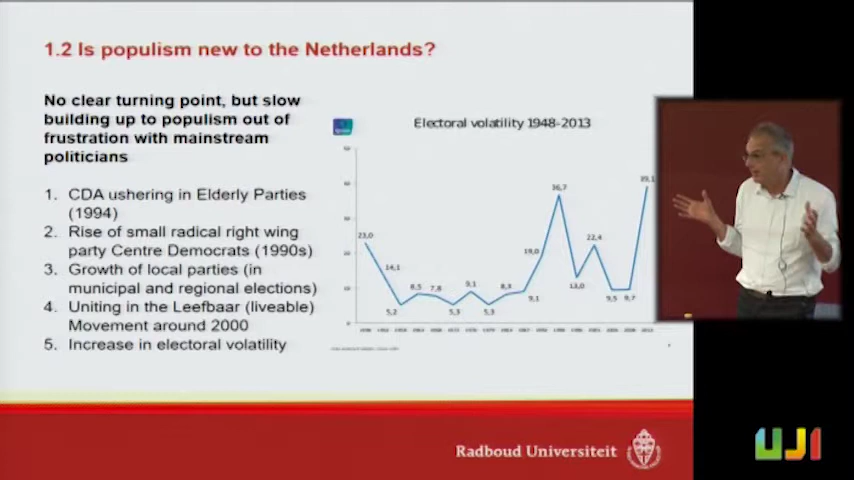 1.2 Is populism new to the Netherlands?
No clear turning point, but slow
building up to populism out of
frustration with mainstream
politicians
1. CDA ushering in Elderly Parties
(1994)
2. Rise of small radical right wing
party Centre Democrats (1990s)
3. Growth of local parties (in
municipal and regional elections)
4. Uniting in the Leefbaar (liveable)
Movement around 2000
5. Increase in electoral volatility
Electoral volatility 1948-2013
23,0
14,1
5,2
8,5
7,8
5,3
9,1
5,3
8,3
9,1
19,0
36,7
13,0
22,4
9,5
9,7
39,1
Radboud Universiteit
UJI